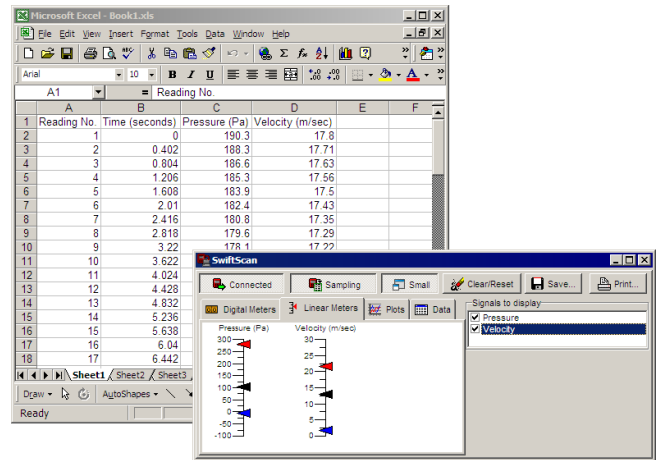 Microsoft Excel - Book1.xls
File Edit View Insert Format Tools Data Window Help
Arial 10 B I U
A1 = Reading No.
A B C D E F
1 Reading No. Time (seconds) Pressure (Pa) Velocity (m/sec)
2 1 0 190.3 17.8
3 2 0.402 188.3 17.71
4 3 0.804 186.6 17.63
5 4 1.206 185.3 17.56
6 5 1.608 183.9 17.5
7 6 2.01 182.4 17.43
8 7 2.416 180.8 17.35
9 8 2.818 179.6 17.29
10 9 3.22 178.1 17.22
11 10 3.622
12 11 4.024
13 12 4.428
14 13 4.832
15 14 5.236
16 15 5.638
17 16 6.04
18 17 6.442
Sheet1 Sheet2 Sheet3
Draw AutoShapes
Ready
SwiftScan
Connected Sampling Small Clear/Reset Save... Print...
Digital Meters Linear Meters Plots Data
Signals to display
Pressure
Velocity
Pressure (Pa) Velocity (m/sec)
300 30
250
200 25
150 20
100 15
50 10
0 5
-50
-100 0